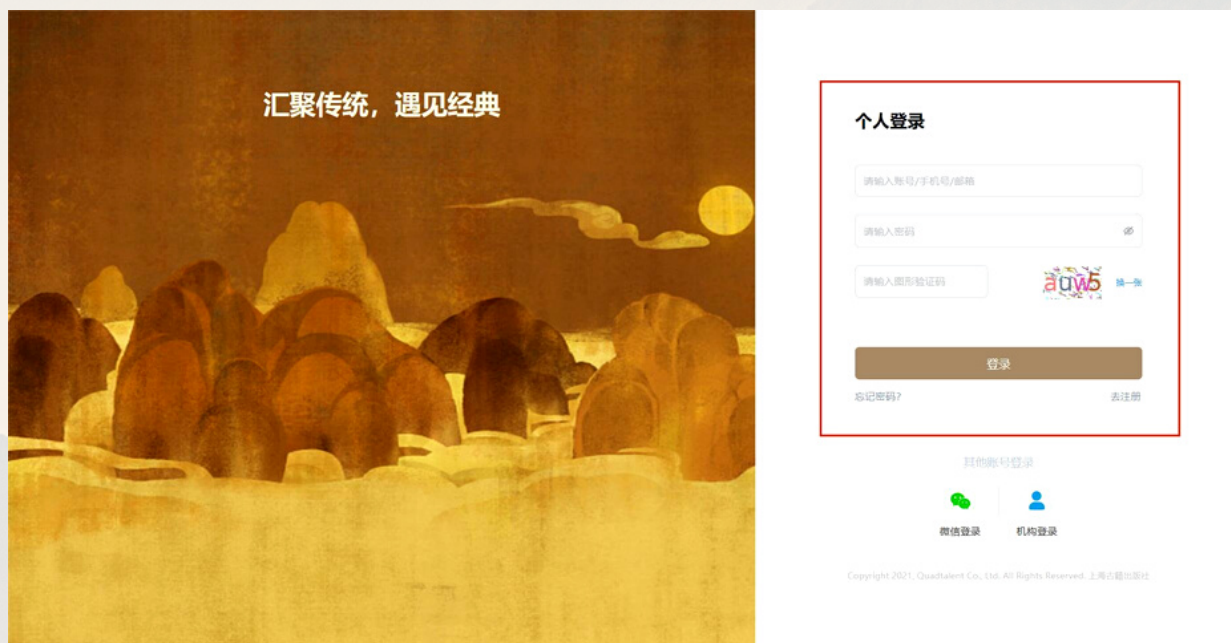 汇聚传统，遇见经典
个人登录
请输入账号/手机号/邮箱
请输入密码
请输入图形验证码
auw5
换一张
登录
忘记密码?
去注册
其他账号登录
微信登录
机构登录
Copyright 2021, Quadtalent Co., Ltd. All Rights Reserved. 上海古籍出版社